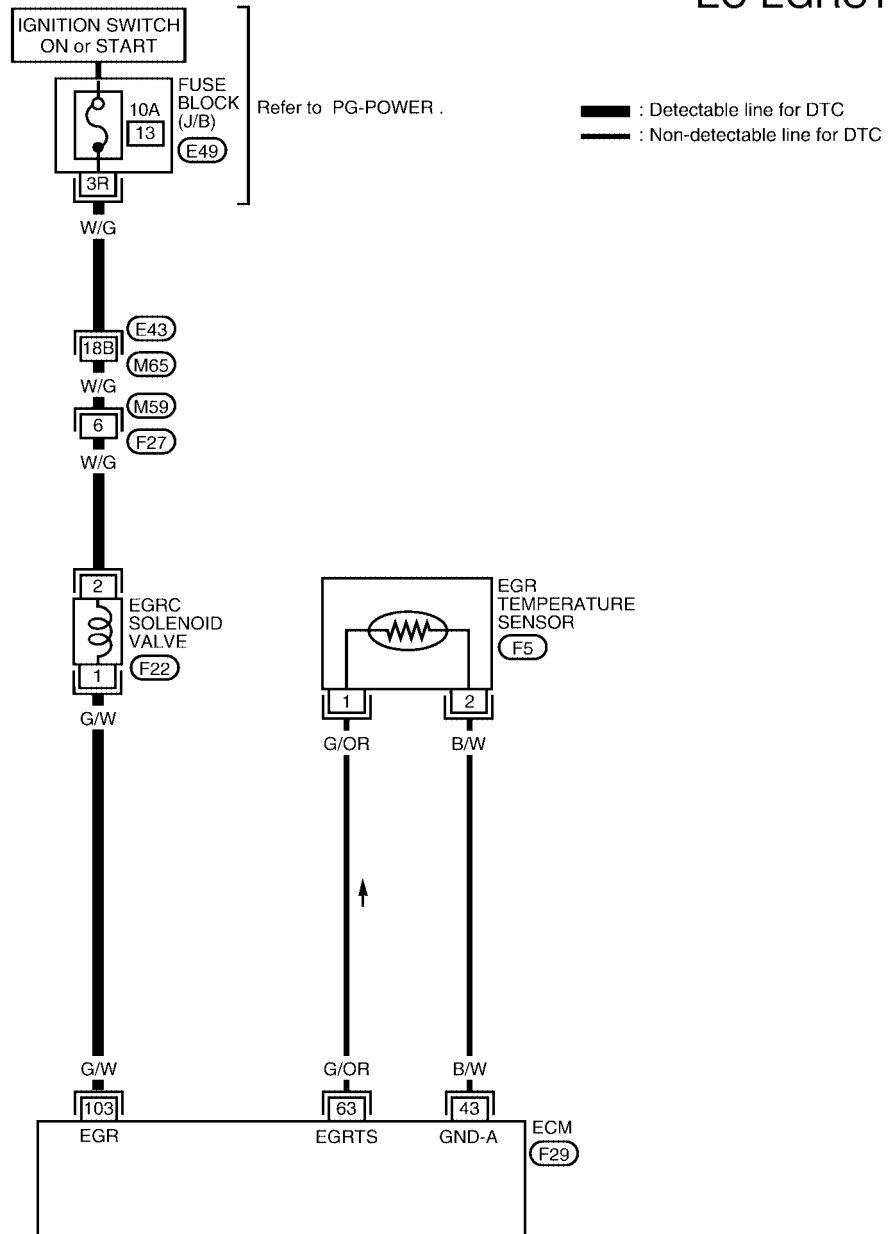 IGNITION SWITCH
ON or START
FUSE
BLOCK
(J/B)
10A
13
E49
Refer to PG-POWER .
: Detectable line for DTC
: Non-detectable line for DTC
3R
W/G
E43
18B
M65
W/G
M59
6
F27
W/G
2
EGRC
SOLENOID
VALVE
1
F22
G/W
EGR
TEMPERATURE
SENSOR
F5
1
2
G/OR
B/W
G/W
G/OR
B/W
103
63
43
EGR
EGRTS
GND-A
ECM
F29